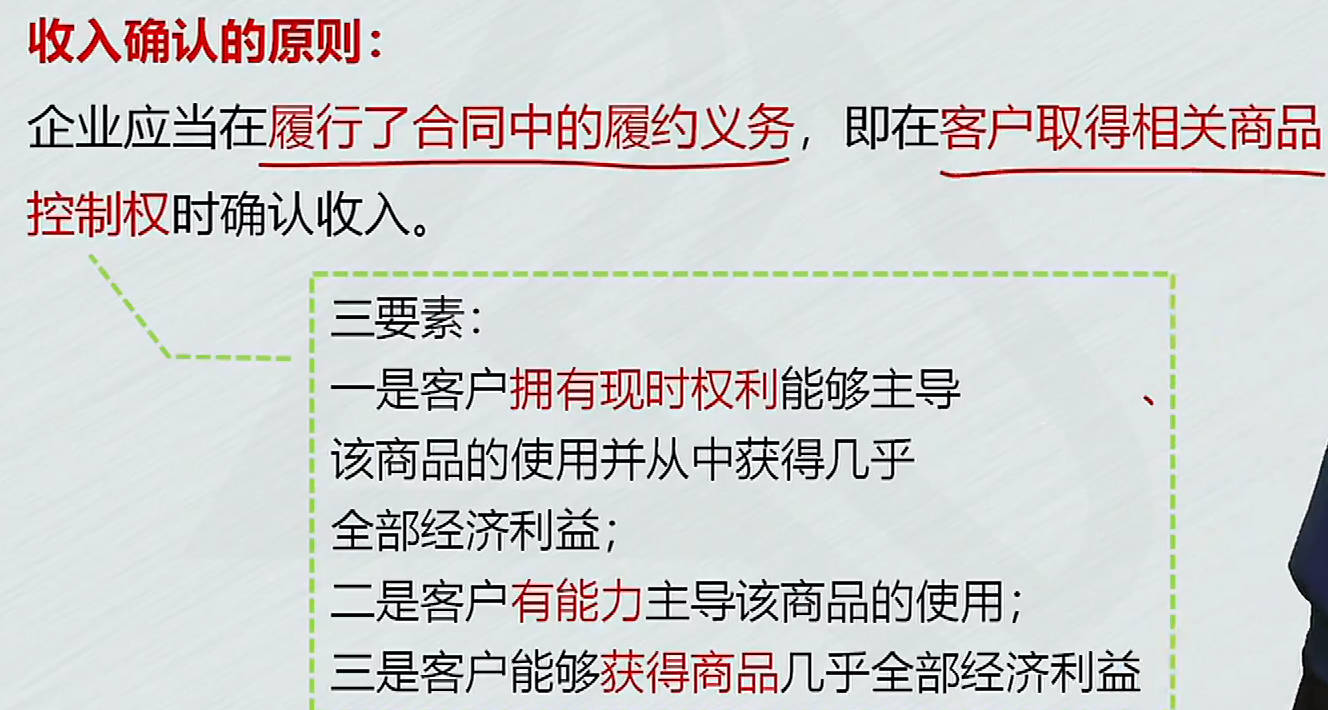 收入确认的原则：
企业应当在履行了合同中的履约义务，即在客户取得相关商品
控制权时确认收入。
三要素：
一是客户拥有现时权利能够主导
该商品的使用并从中获得几乎
全部经济利益；
二是客户有能力主导该商品的使用；
三是客户能够获得商品几乎全部经济利益